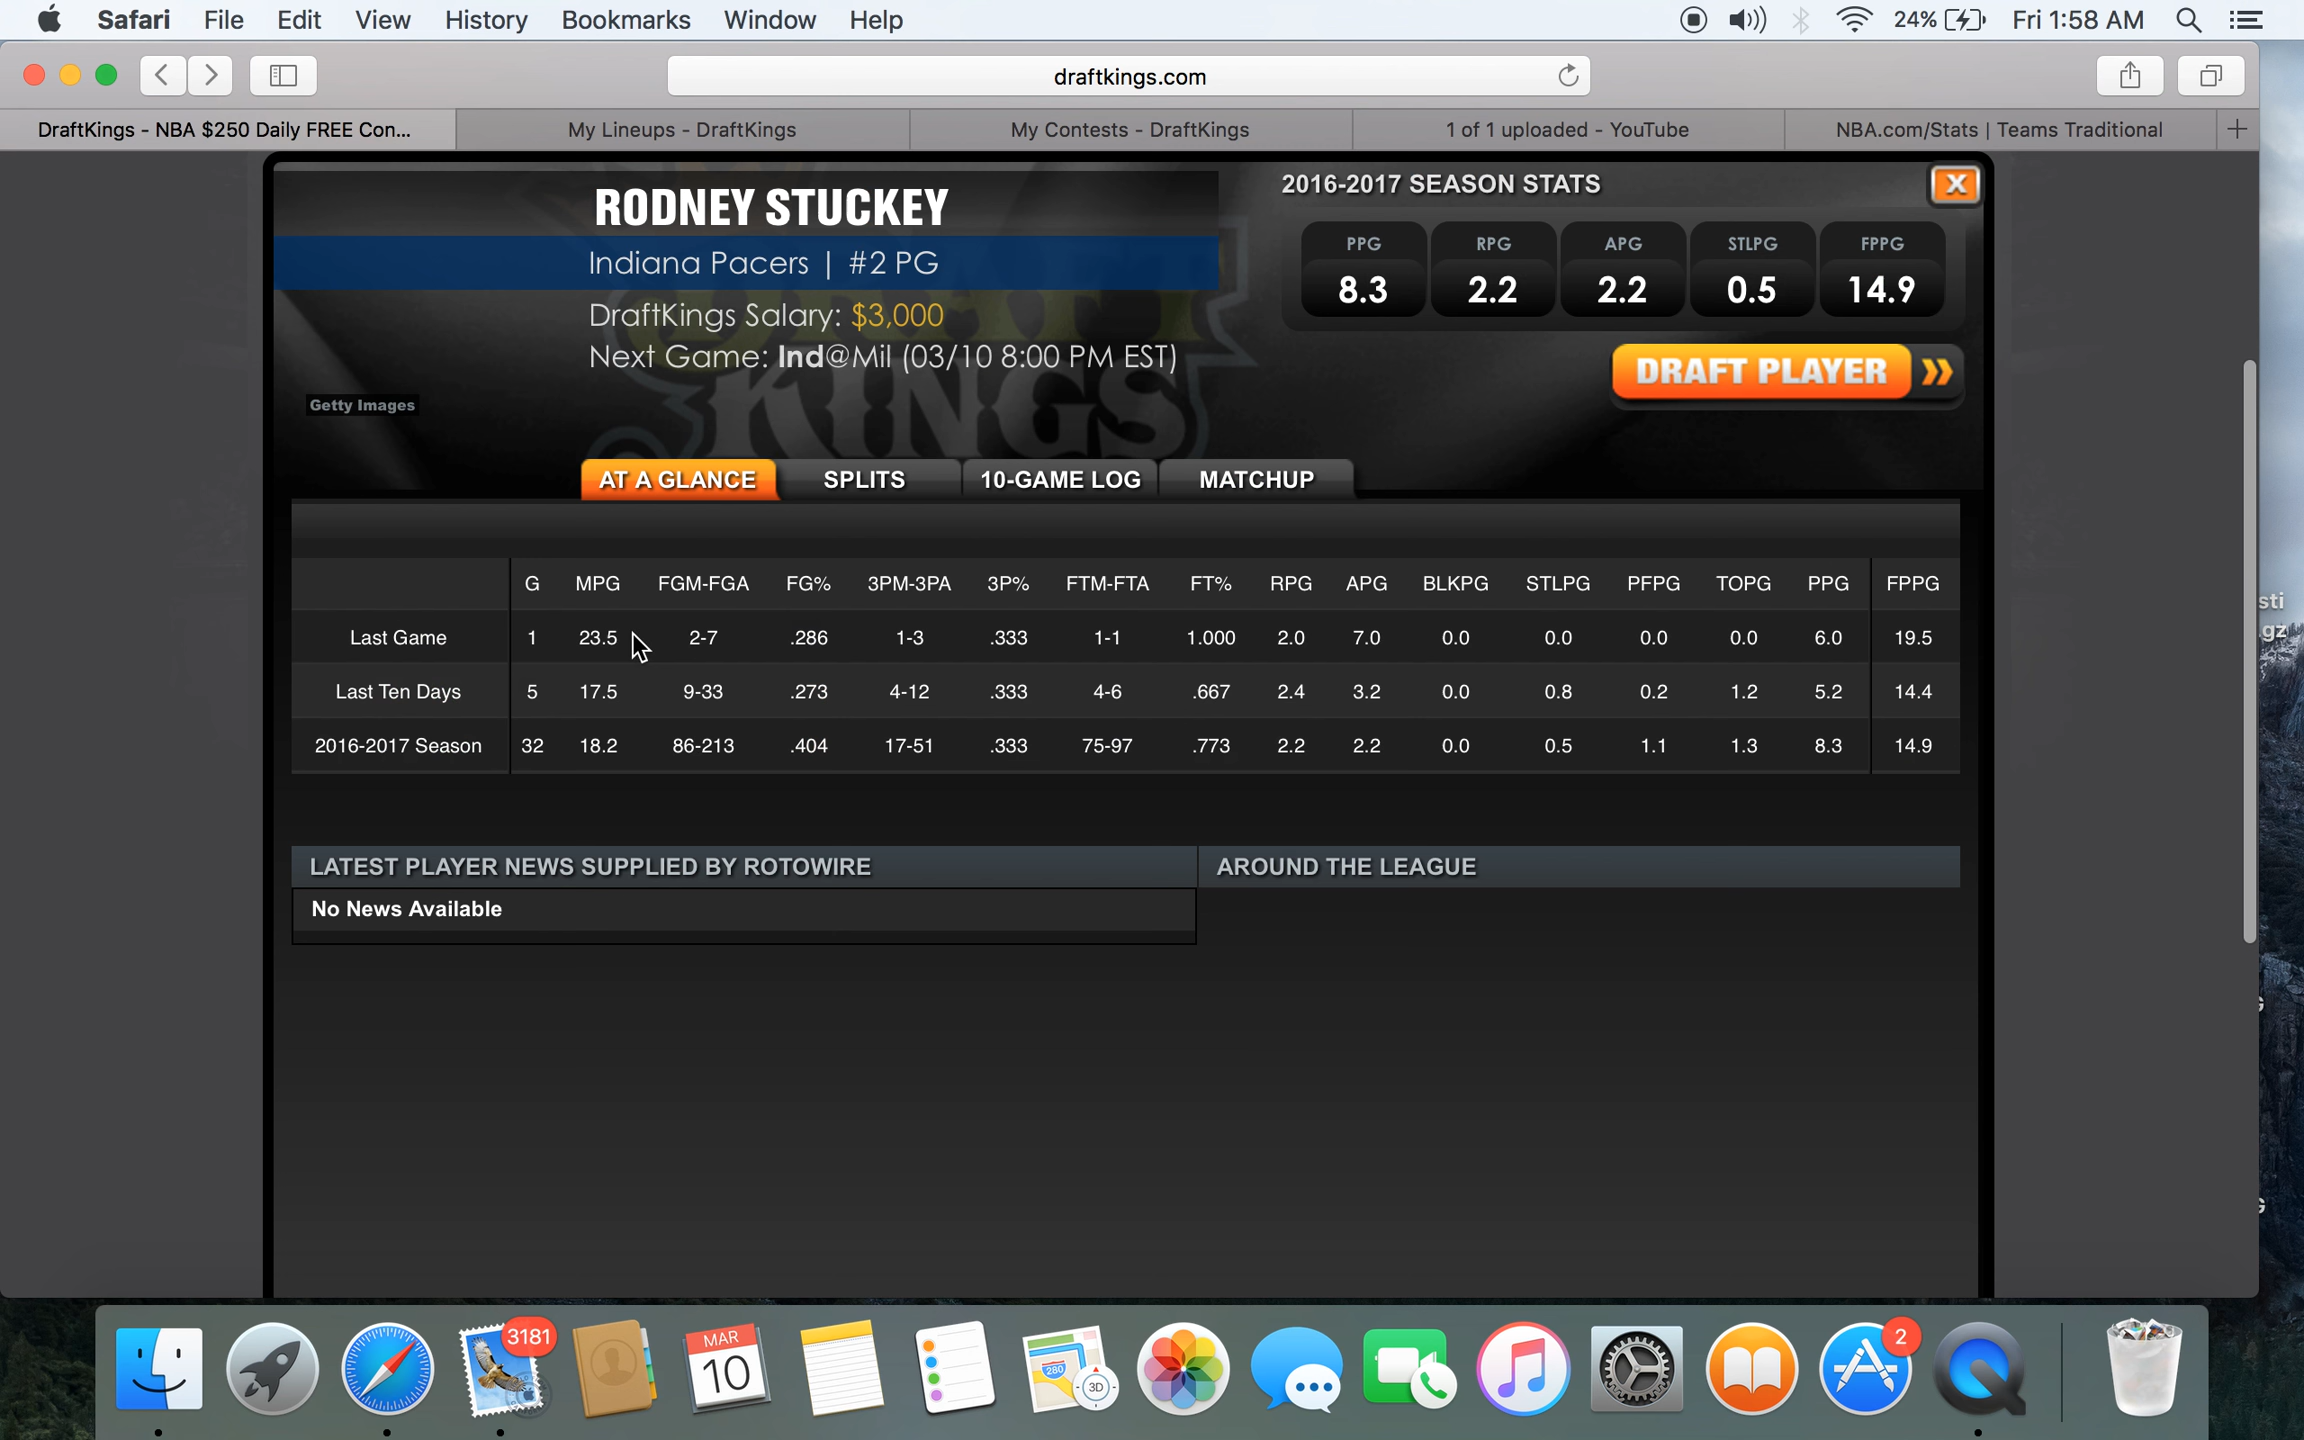 Safari File Edit View History Bookmarks Window Help 24% Fri 1:58 AM
draftkings.com
DraftKings - NBA $250 Daily FREE Con... My Lineups - DraftKings My Contests - DraftKings 1 of 1 uploaded - YouTube NBA.com/Stats | Teams Traditional
RODNEY STUCKEY
Indiana Pacers | #2 PG
DraftKings Salary: $3,000
Next Game: Ind@Mil (03/10 8:00 PM EST)
Getty Images
KINGS
2016-2017 SEASON STATS
X
PPG RPG APG STLPG FPPG
8.3 2.2 2.2 0.5 14.9
DRAFT PLAYER
AT A GLANCE SPLITS 10-GAME LOG MATCHUP
G MPG FGM-FGA FG% 3PM-3PA 3P% FTM-FTA FT% RPG APG BLKPG STLPG PFPG TOPG PPG FPPG
Last Game 1 23.5 2-7 .286 1-3 .333 1-1 1.000 2.0 7.0 0.0 0.0 0.0 0.0 6.0 19.5
Last Ten Days 5 17.5 9-33 .273 4-12 .333 4-6 .667 2.4 3.2 0.0 0.8 0.2 1.2 5.2 14.4
2016-2017 Season 32 18.2 86-213 .404 17-51 .333 75-97 .773 2.2 2.2 0.0 0.5 1.1 1.3 8.3 14.9
LATEST PLAYER NEWS SUPPLIED BY ROTOWIRE AROUND THE LEAGUE
No News Available
sti
.gz
3181
MAR
10
280
3D
2